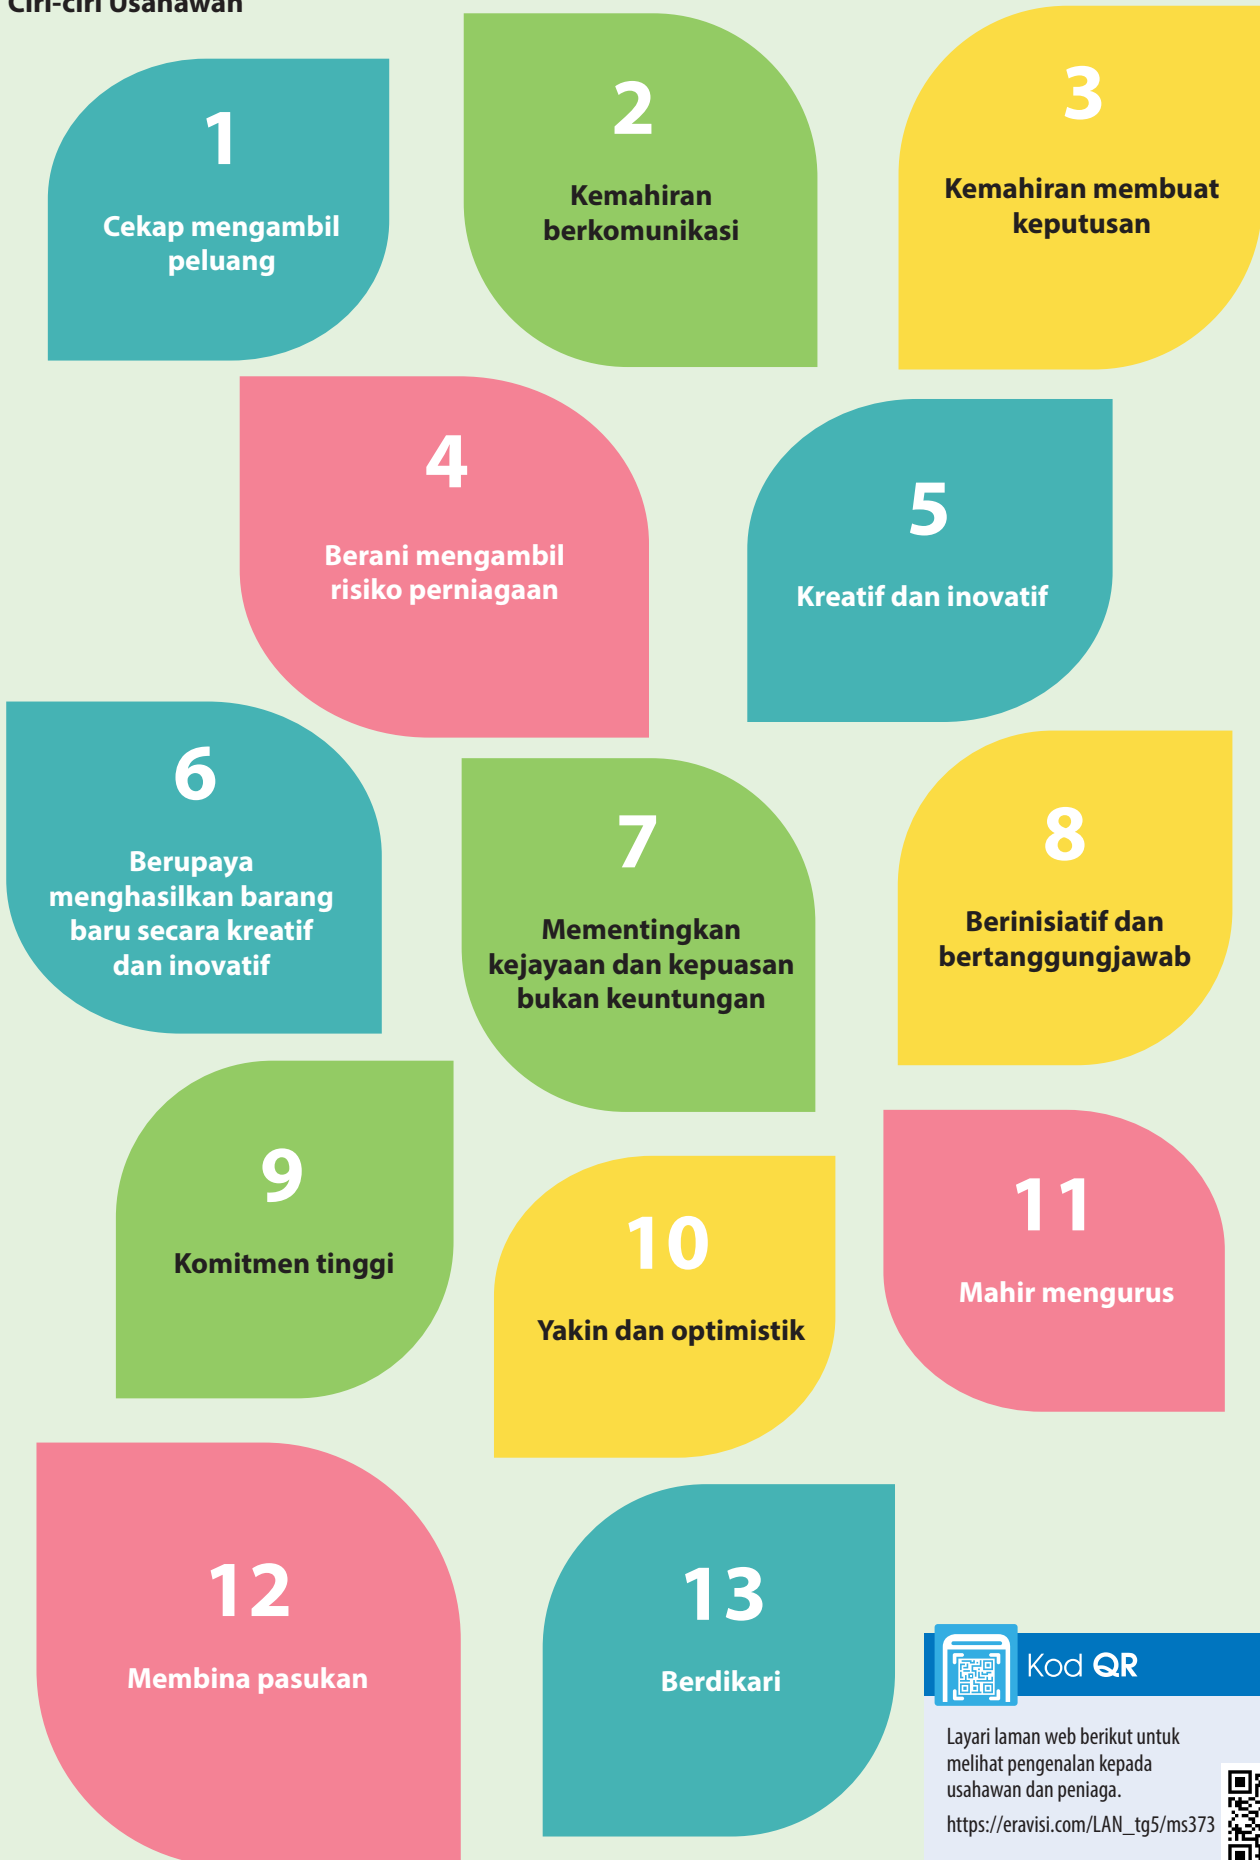 Ciri-ciri Usahawan
1
Cekap mengambil
peluang
2
Kemahiran
berkomunikasi
3
Kemahiran membuat
keputusan
4
Berani mengambil
risiko perniagaan
5
Kreatif dan inovatif
6
Berupaya
menghasilkan barang
baru secara kreatif
dan inovatif
7
Mementingkan
kejayaan dan kepuasan
bukan keuntungan
8
Berinisiatif dan
bertanggungjawab
9
Komitmen tinggi
10
Yakin dan optimistik
11
Mahir mengurus
12
Membina pasukan
13
Berdikari
Kod QR
Layari laman web berikut untuk
melihat pengenalan kepada
usahawan dan peniaga.
https://eravisi.com/LAN_tg5/ms373